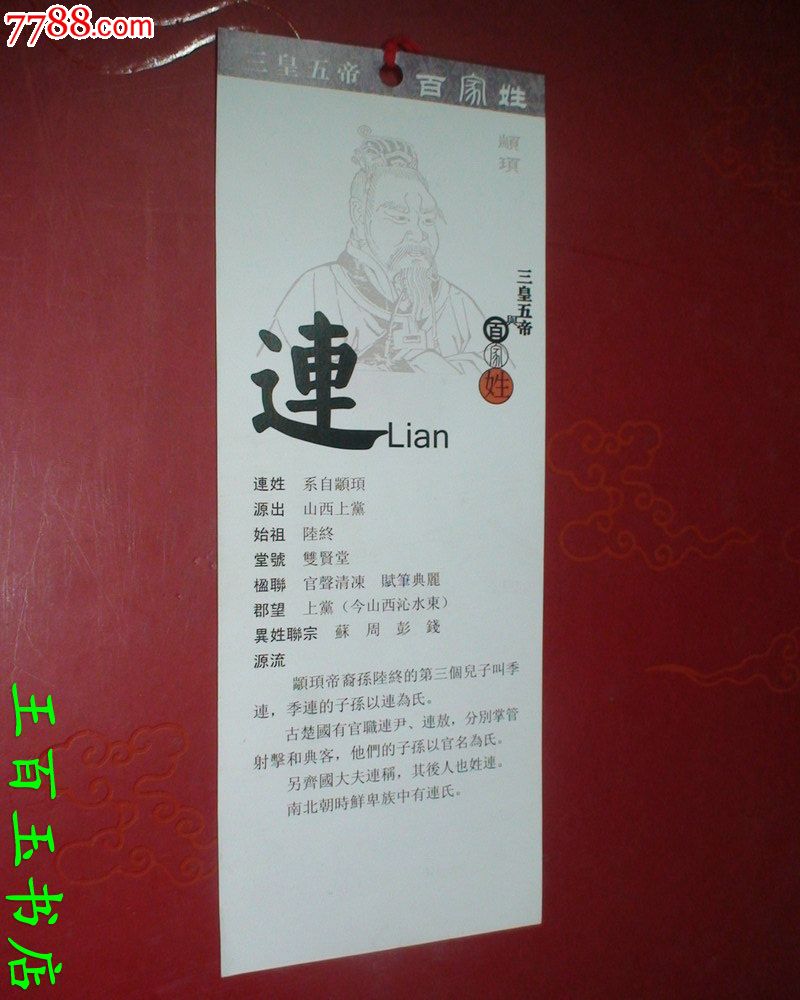 7788.com
三皇五帝 百家姓
顓頊
三皇五帝
與
百家姓
連
Lian
連姓 系自顓頊
源出 山西上黨
始祖 陸終
堂號 雙賢堂
楹聯 官聲清凍 賦筆典麗
郡望 上黨（今山西沁水東）
異姓聯宗 蘇 周 彭 錢
源流
顓頊帝裔孫陸終的第三個兒子叫季
連，季連的子孫以連為氏。
古楚國有官職連尹、連敖，分別掌管
射擊和典客，他們的子孫以官名為氏。
另齊國大夫連稱，其後人也姓連。
南北朝時鮮卑族中有連氏。
王百玉书店